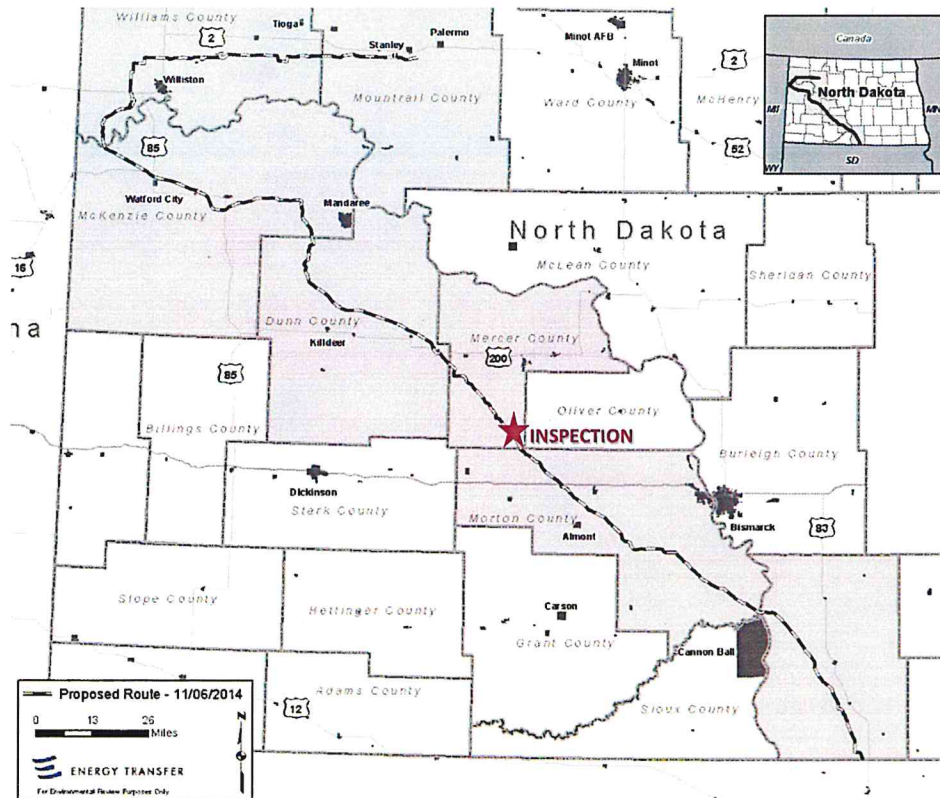 Williams County
Tioga
2
Stanley
Palermo
Williston
Mountrail County
Minot AFB
Minot
Ward County
2
McHenry
52
Canada
North Dakota
MT
MN
WY
SD
85
Watford City
McKenzie County
Mandaree
North Dakota
McLean County
Sheridan County
16
na
Dunn County
Killdeer
Mercer County
200
85
Billings County
Oliver County
INSPECTION
Burleigh County
Dickinson
Stark County
Morton County
Almont
Bismarck
83
Slope County
Hettinger County
Carson
Grant County
Cannon Ball
Adams County
12
Sioux County
Proposed Route - 11/06/2014
0 13 26
Miles
N
ENERGY TRANSFER
For Environmental Review Purposes Only